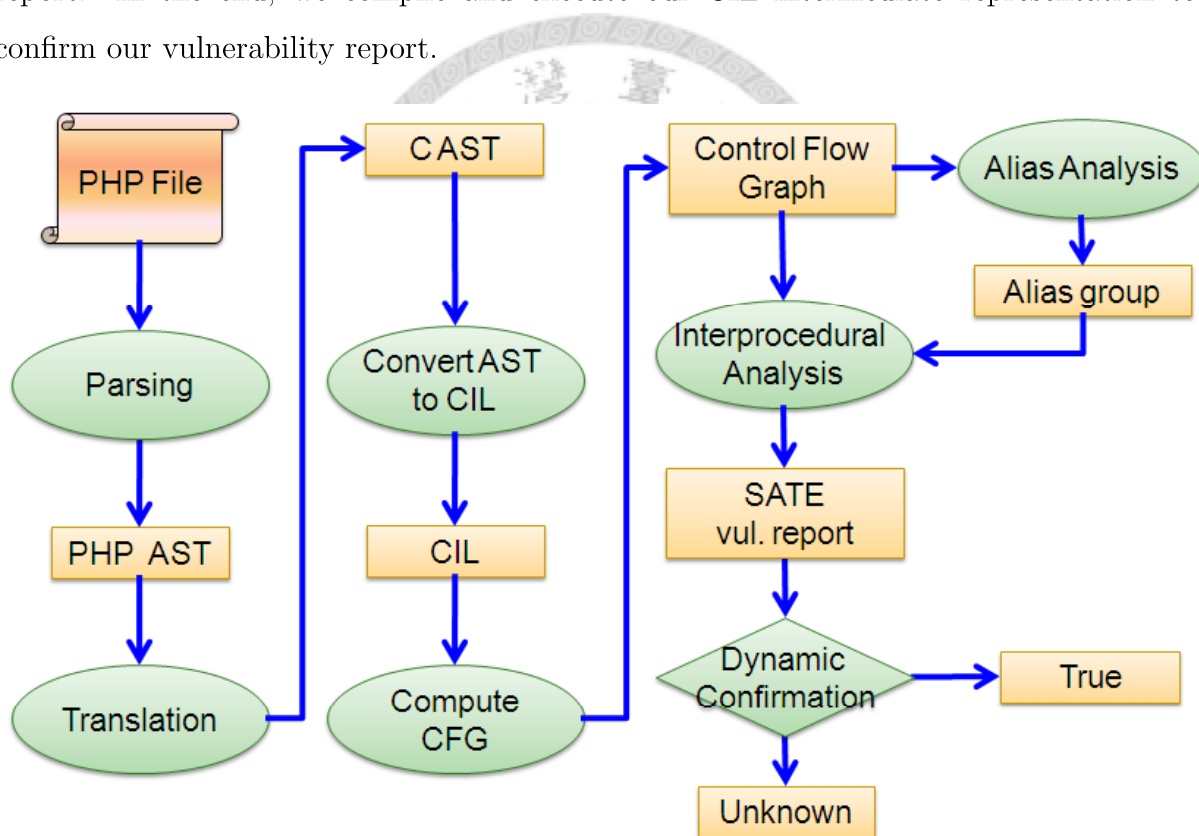 confirm our vulnerability report.
PHP File
Parsing
PHP AST
Translation
C AST
Convert AST
to CIL
CIL
Compute
CFG
Control Flow
Graph
Alias Analysis
Alias group
Interprocedural
Analysis
SATE
vul. report
Dynamic
Confirmation
True
Unknown